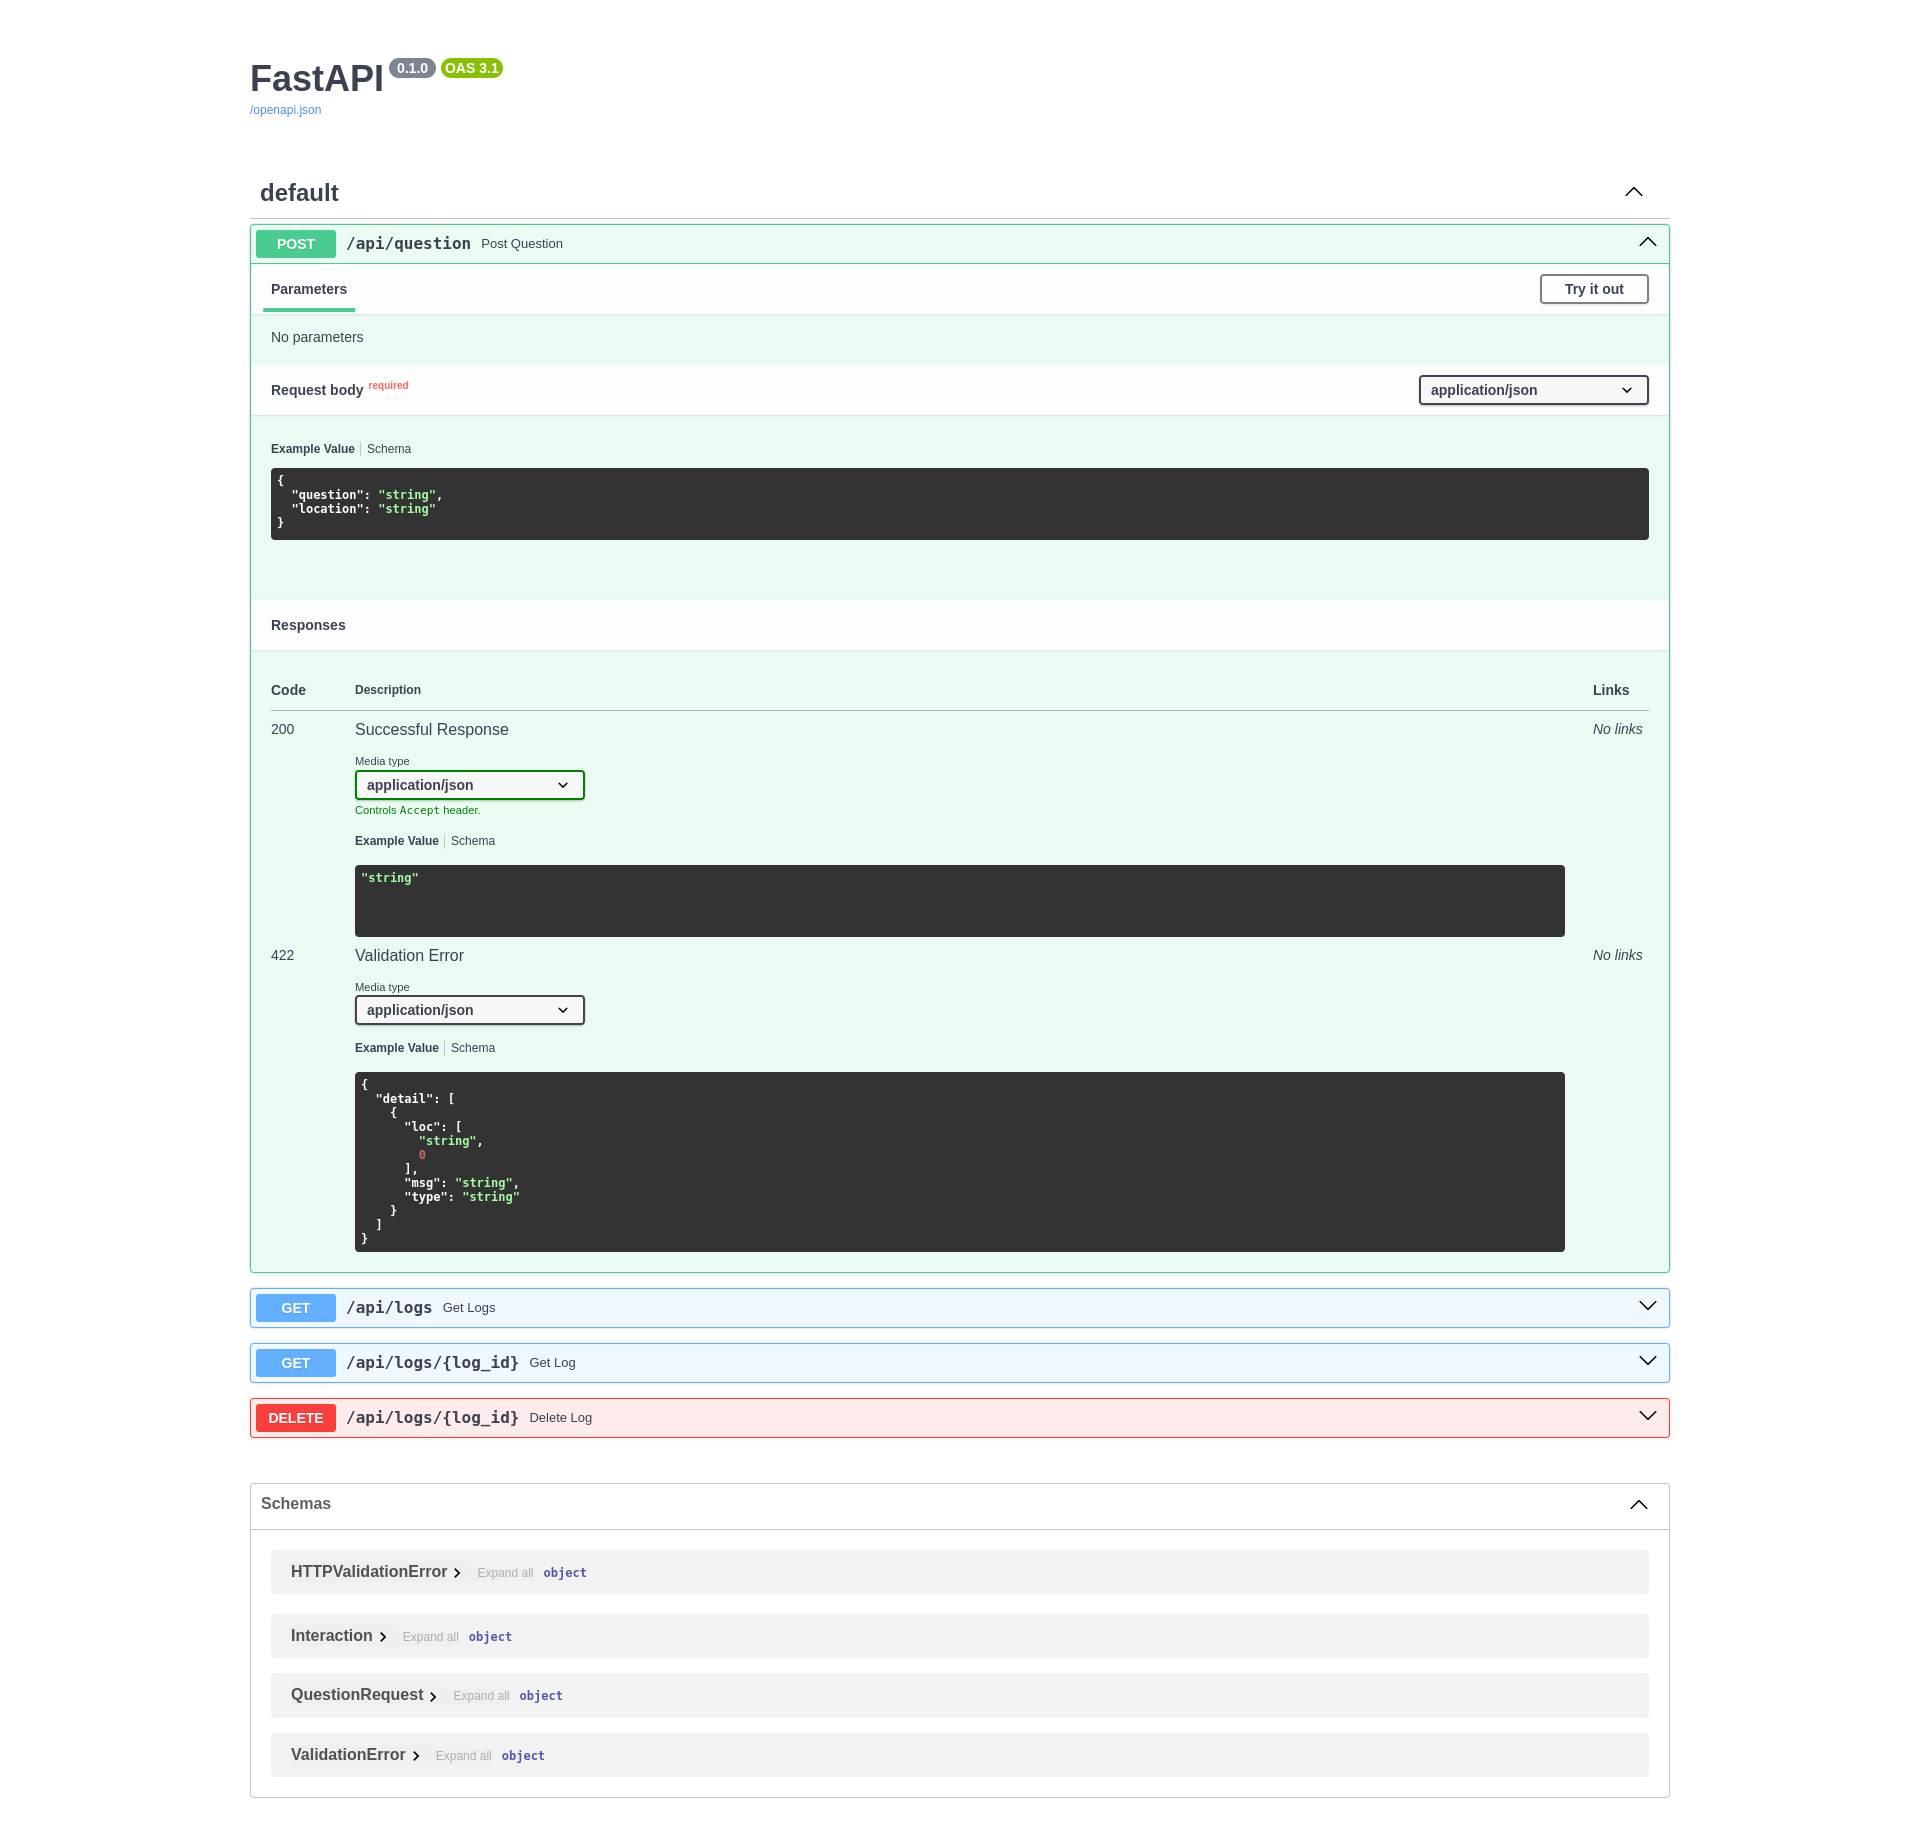 FastAPI 0.1.0 OAS 3.1
/openapi.json
default
POST /api/question Post Question
Parameters Try it out
No parameters
Request body required application/json
Example Value Schema
{
  "question": "string",
  "location": "string"
}
Responses
Code Description Links
200 Successful Response No links
Media type
application/json
Controls Accept header.
Example Value Schema
"string"
422 Validation Error No links
Media type
application/json
Example Value Schema
{
  "detail": [
    {
      "loc": [
        "string",
        0
      ],
      "msg": "string",
      "type": "string"
    }
  ]
}
GET /api/logs Get Logs
GET /api/logs/{log_id} Get Log
DELETE /api/logs/{log_id} Delete Log
Schemas
HTTPValidationError Expand all object
Interaction Expand all object
QuestionRequest Expand all object
ValidationError Expand all object